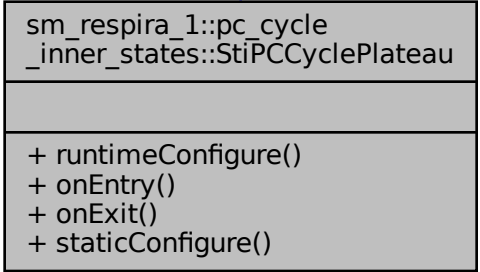 sm_respira_1::pc_cycle
_inner_states::StiPCCyclePlateau
+ runtimeConfigure()
+ onEntry()
+ onExit()
+ staticConfigure()